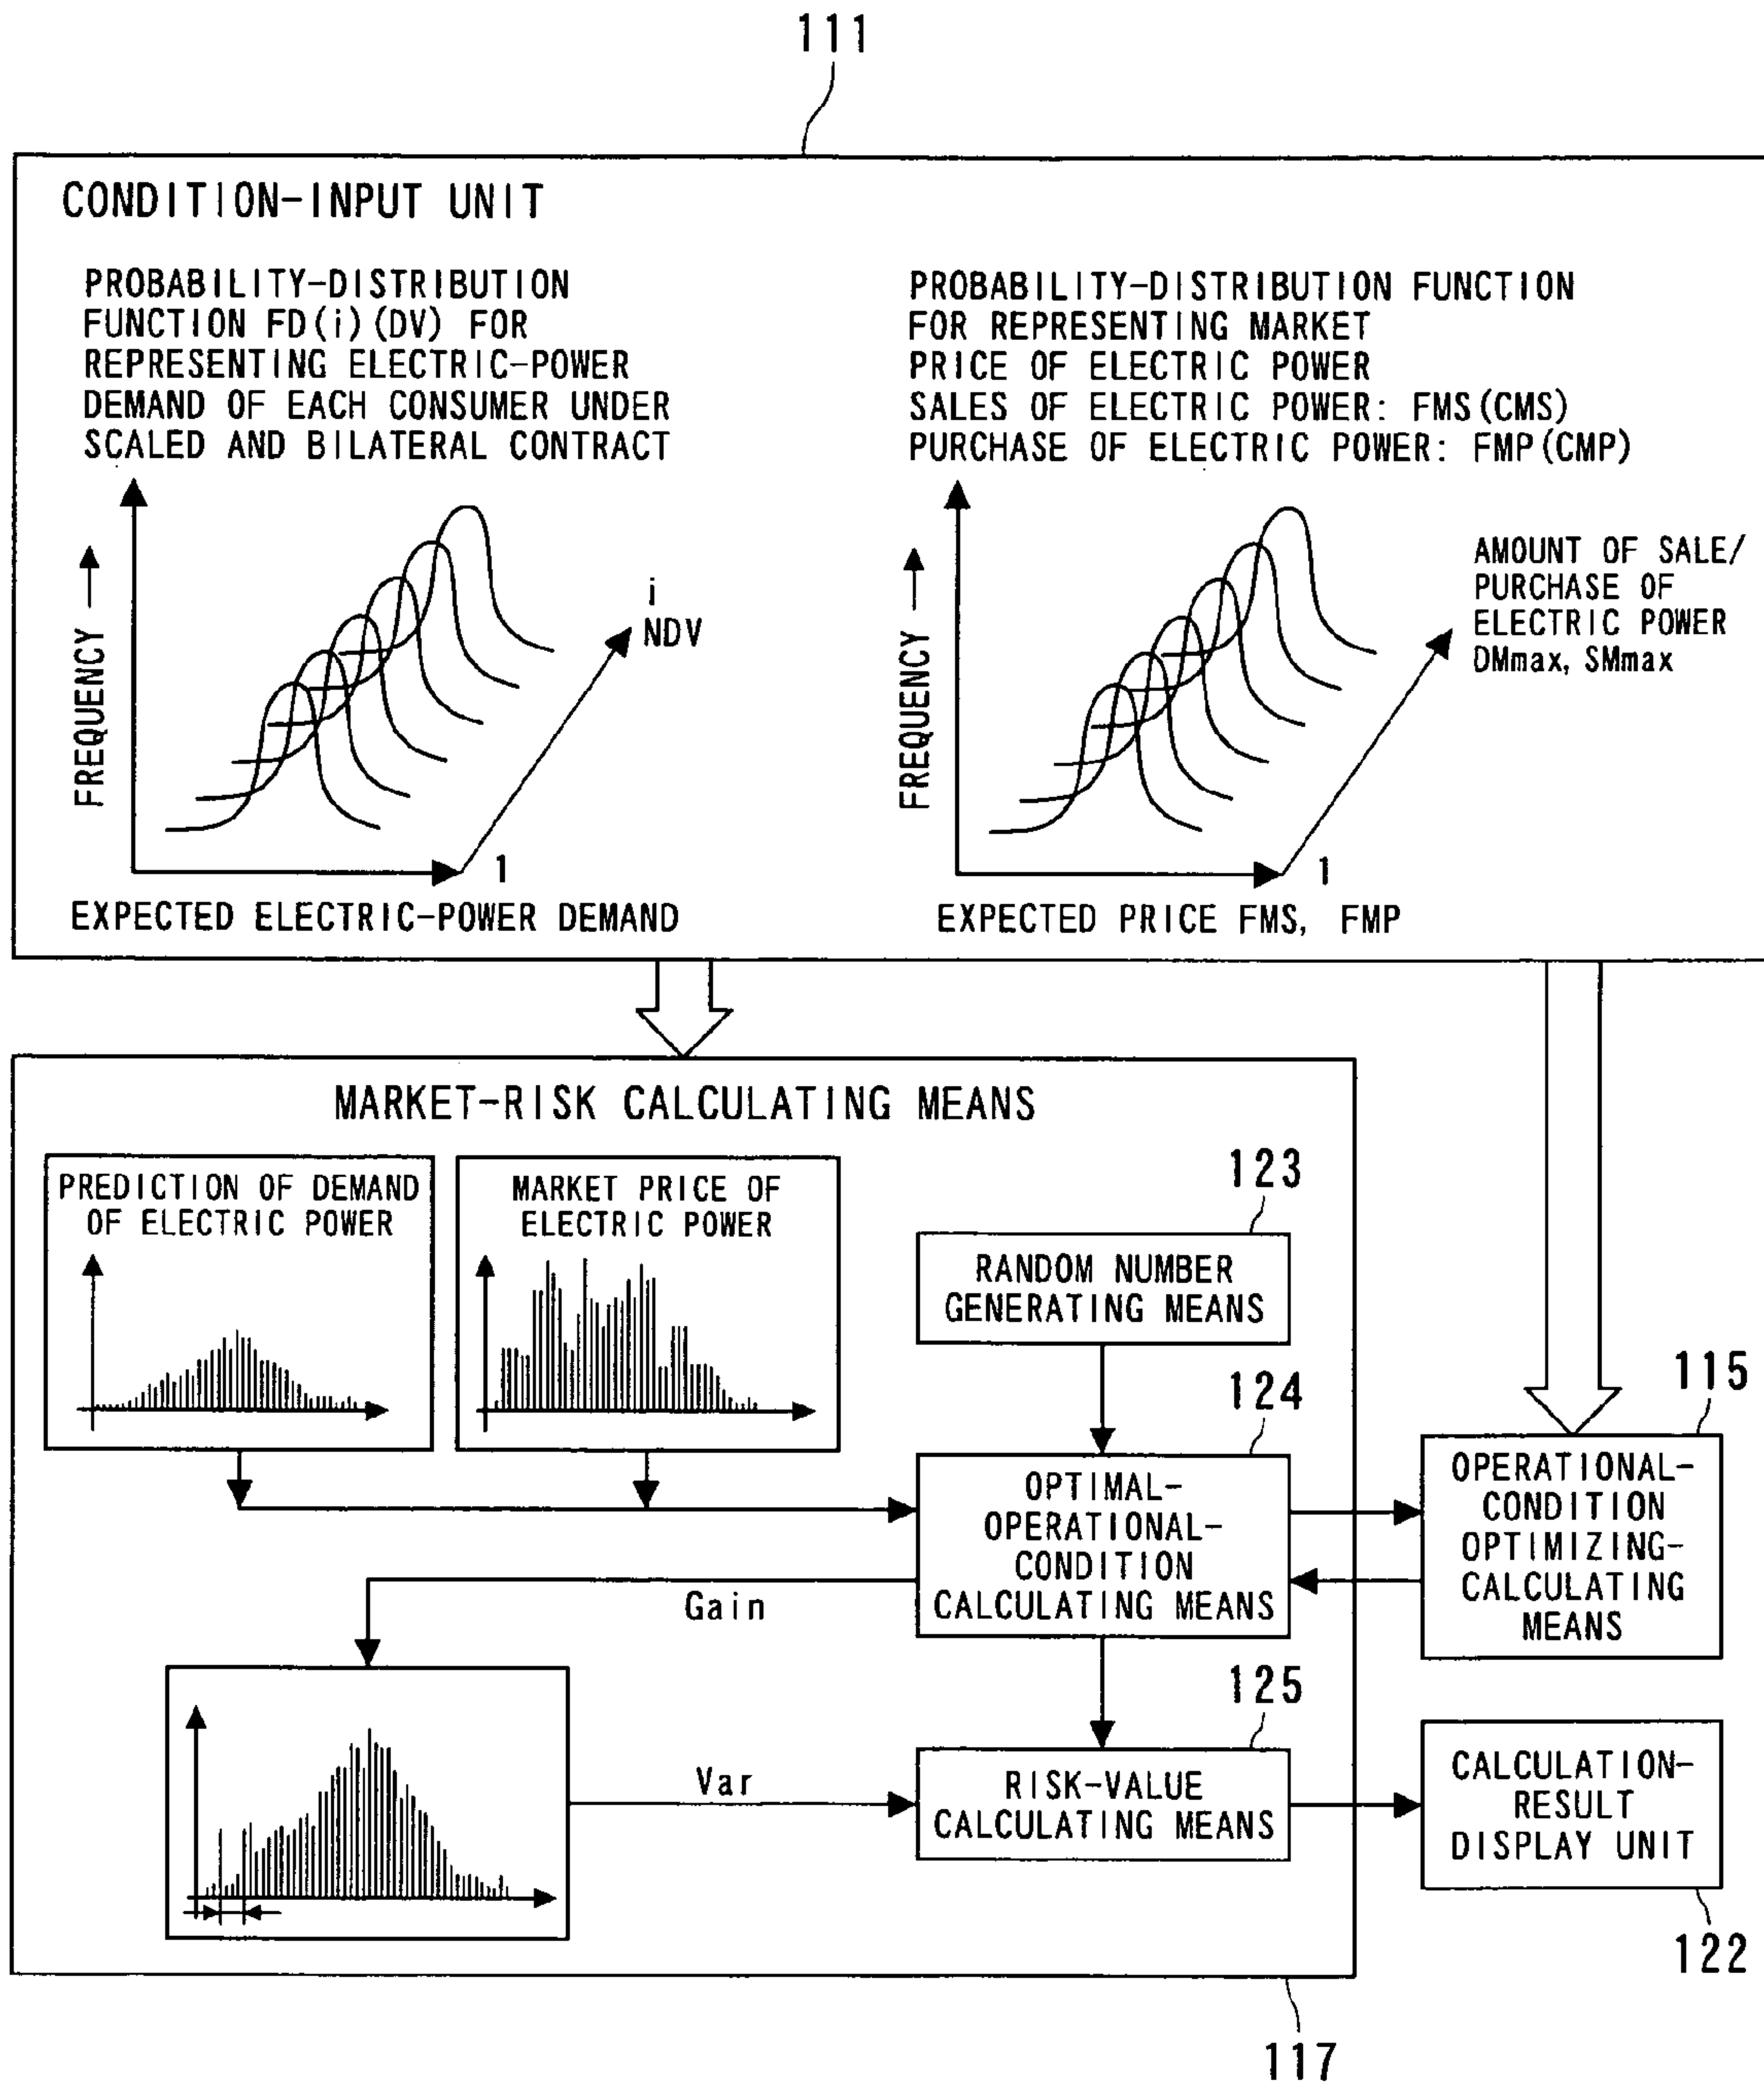 111
CONDITION-INPUT UNIT
PROBABILITY-DISTRIBUTION
FUNCTION FD(i)(DV) FOR
REPRESENTING ELECTRIC-POWER
DEMAND OF EACH CONSUMER UNDER
SCALED AND BILATERAL CONTRACT
FREQUENCY
i
NDV
1
EXPECTED ELECTRIC-POWER DEMAND
PROBABILITY-DISTRIBUTION FUNCTION
FOR REPRESENTING MARKET
PRICE OF ELECTRIC POWER
SALES OF ELECTRIC POWER: FMS(CMS)
PURCHASE OF ELECTRIC POWER: FMP(CMP)
FREQUENCY
AMOUNT OF SALE/
PURCHASE OF
ELECTRIC POWER
DMmax, SMmax
1
EXPECTED PRICE FMS, FMP
MARKET-RISK CALCULATING MEANS
PREDICTION OF DEMAND
OF ELECTRIC POWER
MARKET PRICE OF
ELECTRIC POWER
123
RANDOM NUMBER
GENERATING MEANS
124
OPTIMAL-
OPERATIONAL-
CONDITION
CALCULATING MEANS
115
OPERATIONAL-
CONDITION
OPTIMIZING-
CALCULATING
MEANS
Gain
Var
125
RISK-VALUE
CALCULATING MEANS
CALCULATION-
RESULT
DISPLAY UNIT
122
117